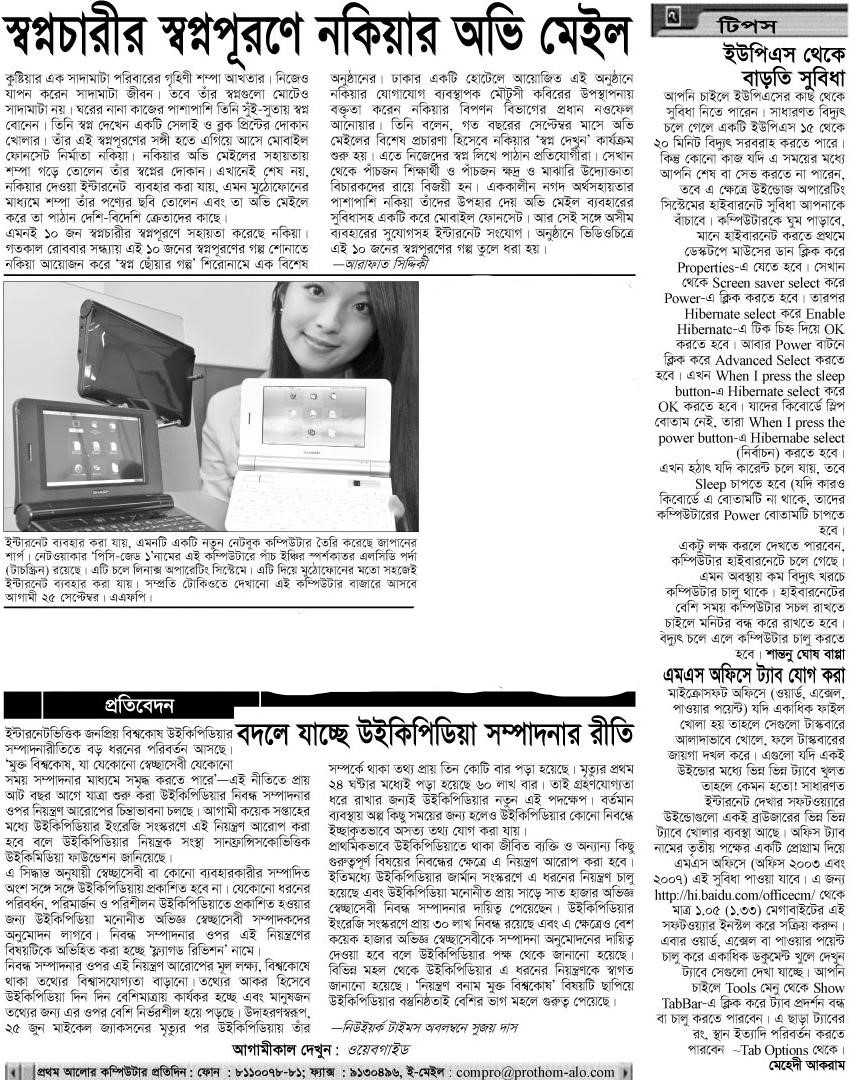 স্বপ্নচারীর স্বপ্নপূরণে নকিয়ার অভি মেইল
কুষ্টিয়ার এক সাদামাটা পরিবারের গৃহিণী শম্পা আখতার। নিজেও
যাপন করেন সাদামাটা জীবন। তবে তাঁর স্বপ্নগুলো মোটেও
সাদামাটা নয়। ঘরের নানা কাজের পাশাপাশি তিনি সুঁই-সুতায় স্বপ্ন
বোনেন। তিনি স্বপ্ন দেখেন একটি সেলাই ও ব্লক প্রিন্টের দোকান
খোলার। তাঁর এই স্বপ্নপূরণের সঙ্গী হতে এগিয়ে আসে মোবাইল
ফোনসেট নির্মাতা নকিয়া। নকিয়ার অভি মেইলের সহায়তায়
শম্পা গড়ে তোলেন তাঁর স্বপ্নের দোকান। এখানেই শেষ নয়,
নকিয়ার দেওয়া ইন্টারনেট ব্যবহার করা যায়, এমন মুঠোফোনের
মাধ্যমে শম্পা তাঁর পণ্যের ছবি তোলেন এবং তা অভি মেইলে
করে তা পাঠান দেশি-বিদেশি ক্রেতাদের কাছে।
এমনই ১০ জন স্বপ্নচারীর স্বপ্নপূরণে সহায়তা করেছে নকিয়া।
গতকাল রোববার সন্ধ্যায় এই ১০ জনের স্বপ্নপূরণের গল্প শোনাতে
নকিয়া আয়োজন করে ‘স্বপ্ন ছোঁয়ার গল্প’ শিরোনামে এক বিশেষ
অনুষ্ঠানের। ঢাকার একটি হোটেলে আয়োজিত এই অনুষ্ঠানে
নকিয়ার যোগাযোগ ব্যবস্থাপক মৌটুসী কবিরের উপস্থাপনায়
বক্তৃতা করেন নকিয়ার বিপণন বিভাগের প্রধান নওফেল
আনোয়ার। তিনি বলেন, গত বছরের সেপ্টেম্বর মাসে অভি
মেইলের বিশেষ প্রচারণা হিসেবে নকিয়ার ‘স্বপ্ন দেখুন’ কার্যক্রম
শুরু হয়। এতে নিজেদের স্বপ্ন লিখে পাঠান প্রতিযোগীরা। সেখান
থেকে পাঁচজন শিক্ষার্থী ও পাঁচজন ক্ষুদ্র ও মাঝারি উদ্যোক্তা
বিচারকদের রায়ে বিজয়ী হন। এককালীন নগদ অর্থসহায়তার
পাশাপাশি নকিয়া তাঁদের উপহার দেয় অভি মেইল ব্যবহারের
সুবিধাসহ একটি করে মোবাইল ফোনসেট। আর সেই সঙ্গে অসীম
ব্যবহারের সুযোগসহ ইন্টারনেট সংযোগ। অনুষ্ঠানে ভিডিওচিত্রে
এই ১০ জনের স্বপ্নপূরণের গল্প তুলে ধরা হয়।
—আরাফাত সিদ্দিকী
SHARP
ইন্টারনেট ব্যবহার করা যায়, এমনটি একটি নতুন নেটবুক কম্পিউটার তৈরি করেছে জাপানের
শার্প। নেটওয়াকার ‘পিসি-জেড ১’নামের এই কম্পিউটারে পাঁচ ইঞ্চির স্পর্শকাতর এলসিডি পর্দা
(টাচস্ক্রিন) রয়েছে। এটি চলে লিনাক্স অপারেটিং সিস্টেমে। এটি দিয়ে মুঠোফোনের মতো সহজেই
ইন্টারনেট ব্যবহার করা যায়। সম্প্রতি টোকিওতে দেখানো এই কম্পিউটার বাজারে আসবে
আগামী ২৫ সেপ্টেম্বর। এএফপি।
প্রতিবেদন
বদলে যাচ্ছে উইকিপিডিয়া সম্পাদনার রীতি
ইন্টারনেটভিত্তিক জনপ্রিয় বিশ্বকোষ উইকিপিডিয়ার
সম্পাদনারীতিতে বড় ধরনের পরিবর্তন আসছে।
‘মুক্ত বিশ্বকোষ, যা যেকোনো স্বেচ্ছাসেবী যেকোনো
সময় সম্পাদনার মাধ্যমে সমৃদ্ধ করতে পারে’—এই নীতিতে প্রায়
আট বছর আগে যাত্রা শুরু করা উইকিপিডিয়ার নিবন্ধ সম্পাদনার
ওপর নিয়ন্ত্রণ আরোপের চিন্তাভাবনা চলছে। আগামী কয়েক সপ্তাহের
মধ্যে উইকিপিডিয়ার ইংরেজি সংস্করণে এই নিয়ন্ত্রণ আরোপ করা
হবে বলে উইকিপিডিয়ার নিয়ন্ত্রক সংস্থা সানফ্রান্সিসকোভিত্তিক
উইকিমিডিয়া ফাউন্ডেশন জানিয়েছে।
এ সিদ্ধান্ত অনুযায়ী স্বেচ্ছাসেবী বা কোনো ব্যবহারকারীর সম্পাদিত
অংশ সঙ্গে সঙ্গে উইকিপিডিয়ায় প্রকাশিত হবে না। যেকোনো ধরনের
পরিবর্ধন, পরিমার্জন ও পরিশীলন উইকিপিডিয়াতে প্রকাশিত হওয়ার
জন্য উইকিপিডিয়া মনোনীত অভিজ্ঞ স্বেচ্ছাসেবী সম্পাদকদের
অনুমোদন লাগবে। নিবন্ধ সম্পাদনার ওপর এই নিয়ন্ত্রণের
বিষয়টিকে অভিহিত করা হচ্ছে ‘ফ্ল্যাগড রিভিশন’ নামে।
নিবন্ধ সম্পাদনার ওপর এই নিয়ন্ত্রণ আরোপের মূল লক্ষ্য, বিশ্বকোষে
থাকা তথ্যের বিশ্বাসযোগ্যতা বাড়ানো। তথ্যের আকর হিসেবে
উইকিপিডিয়া দিন দিন বেশিমাত্রায় কার্যকর হচ্ছে এবং মানুষজন
তথ্যের জন্য এর ওপর বেশি নির্ভরশীল হয়ে পড়ছে। উদাহরণস্বরূপ,
২৫ জুন মাইকেল জ্যাকসনের মৃত্যুর পর উইকিপিডিয়ায় তাঁর
সম্পর্কে থাকা তথ্য প্রায় তিন কোটি বার পড়া হয়েছে। মৃত্যুর প্রথম
২৪ ঘণ্টার মধ্যেই পড়া হয়েছে ৬০ লাখ বার। তাই গ্রহণযোগ্যতা
ধরে রাখার জন্যই উইকিপিডিয়ার নতুন এই পদক্ষেপ। বর্তমান
ব্যবস্থায় অল্প কিছু সময়ের জন্য হলেও উইকিপিডিয়ার কোনো নিবন্ধে
ইচ্ছাকৃতভাবে অসত্য তথ্য যোগ করা যায়।
প্রাথমিকভাবে উইকিপিডিয়াতে থাকা জীবিত ব্যক্তি ও অন্যান্য কিছু
গুরুত্বপূর্ণ বিষয়ের নিবন্ধের ক্ষেত্রে এ নিয়ন্ত্রণ আরোপ করা হবে।
ইতিমধ্যে উইকিপিডিয়ার জার্মান সংস্করণে এ ধরনের নিয়ন্ত্রণ চালু
হয়েছে এবং উইকিপিডিয়া মনোনীত প্রায় সাড়ে সাত হাজার অভিজ্ঞ
স্বেচ্ছাসেবী নিবন্ধ সম্পাদনার দায়িত্ব পেয়েছেন। উইকিপিডিয়ার
ইংরেজি সংস্করণে প্রায় ৩০ লাখ নিবন্ধ রয়েছে এবং এ ক্ষেত্রেও বেশ
কয়েক হাজার অভিজ্ঞ স্বেচ্ছাসেবীকে সম্পাদনা অনুমোদনের দায়িত্ব
দেওয়া হবে বলে উইকিপিডিয়ার পক্ষ থেকে জানানো হয়েছে।
বিভিন্ন মহল থেকে উইকিপিডিয়ার এ ধরনের নিয়ন্ত্রণকে স্বাগত
জানানো হয়েছে। ‘নিয়ন্ত্রণ বনাম মুক্ত বিশ্বকোষ’ বিষয়টি ছাপিয়ে
উইকিপিডিয়ার বস্তুনিষ্ঠতাই বেশির ভাগ মহলে গুরুত্ব পেয়েছে।
—নিউইয়র্ক টাইমস অবলম্বনে সুজয় দাস
আগামীকাল দেখুন : ওয়েবগাইড
প্রথম আলোর কম্পিউটার প্রতিদিন : ফোন : ৮১১০০৭৮-৮১; ফ্যাক্স : ৯১৩০৪৯৬, ই-মেইল : compro@prothom-alo.com
টিপস
ইউপিএস থেকে
বাড়তি সুবিধা
আপনি চাইলে ইউপিএসের কাছ থেকে
সুবিধা নিতে পারেন। সাধারণত বিদ্যুৎ
চলে গেলে একটি ইউপিএস ১৫ থেকে
২০ মিনিট বিদ্যুৎ সরবরাহ করতে পারে।
কিন্তু কোনো কাজ যদি এ সময়ের মধ্যে
আপনি শেষ বা সেভ করতে না পারেন,
তবে এ ক্ষেত্রে উইন্ডোজ অপারেটিং
সিস্টেমের হাইবারনেট সুবিধা আপনাকে
বাঁচাবে। কম্পিউটারকে ঘুম পাড়াবে,
মানে হাইবারনেট করতে প্রথমে
ডেস্কটপে মাউসের ডান ক্লিক করে
Properties-এ যেতে হবে। সেখান
থেকে Screen saver select করে
Power-এ ক্লিক করতে হবে। তারপর
Hibernate select করে Enable
Hibernate-এ টিক চিহ্ন দিয়ে OK
করতে হবে। আবার Power বাটনে
ক্লিক করে Advanced Select করতে
হবে। এখন When I press the sleep
button-এ Hibernate select করে
OK করতে হবে। যাদের কিবোর্ডে স্লিপ
বোতাম নেই, তারা When I press the
power button-এ Hibernabe select
(নির্বাচন) করতে হবে।
এখন হঠাৎ যদি কারেন্ট চলে যায়, তবে
Sleep চাপতে হবে (যদি কারও
কিবোর্ডে এ বোতামটি না থাকে, তাদের
কম্পিউটারের Power বোতামটি চাপতে
হবে।
একটু লক্ষ করলে দেখতে পারবেন,
কম্পিউটার হাইবারনেটে চলে গেছে।
এমন অবস্থায় কম বিদ্যুৎ খরচে
কম্পিউটার চালু থাকে। হাইবারনেটের
বেশি সময় কম্পিউটার সচল রাখতে
চাইলে মনিটর বন্ধ করে রাখতে হবে।
বিদ্যুৎ চলে এলে কম্পিউটার চালু করতে
হবে। শান্তনু ঘোষ বাপ্পা
এমএস অফিসে ট্যাব যোগ করা
মাইক্রোসফট অফিসে (ওয়ার্ড, এক্সেল,
পাওয়ার পয়েন্ট) যদি একাধিক ফাইল
খোলা হয় তাহলে সেগুলো টাস্কবারে
আলাদাভাবে খোলে, ফলে টাস্কবারের
জায়গা দখল করে। এগুলো যদি একই
উইন্ডোর মধ্যে ভিন্ন ভিন্ন ট্যাবে খুলত
তাহলে কেমন হতো! সাধারণত
ইন্টারনেট দেখার সফটওয়্যারে
উইন্ডোগুলো একই ব্রাউজারের ভিন্ন ভিন্ন
ট্যাবে খোলার ব্যবস্থা আছে। অফিস ট্যাব
নামের তৃতীয় পক্ষের একটি প্রোগ্রাম দিয়ে
এমএস অফিসে (অফিস ২০০৩ এবং
২০০৭) এই সুবিধা পাওয়া যাবে। এ জন্য
http://hi.baidu.com/officecm/ থেকে
মাত্র ১.০৫ (১.৩৩) মেগাবাইটের এই
সফটওয়্যার ইনস্টল করে সক্রিয় করুন।
এবার ওয়ার্ড, এক্সেল বা পাওয়ার পয়েন্ট
চালু করে একাধিক ডকুমেন্ট খুলে দেখুন
ট্যাবে সেগুলো দেখা যাচ্ছে। আপনি
চাইলে Tools মেনু থেকে Show
TabBar-এ ক্লিক করে ট্যাব প্রদর্শন বন্ধ
বা চালু করতে পারবেন। এ ছাড়া ট্যাবের
রং, স্থান ইত্যাদি পরিবর্তন করতে
পারবেন ~Tab Options থেকে।
মেহেদী আকরাম